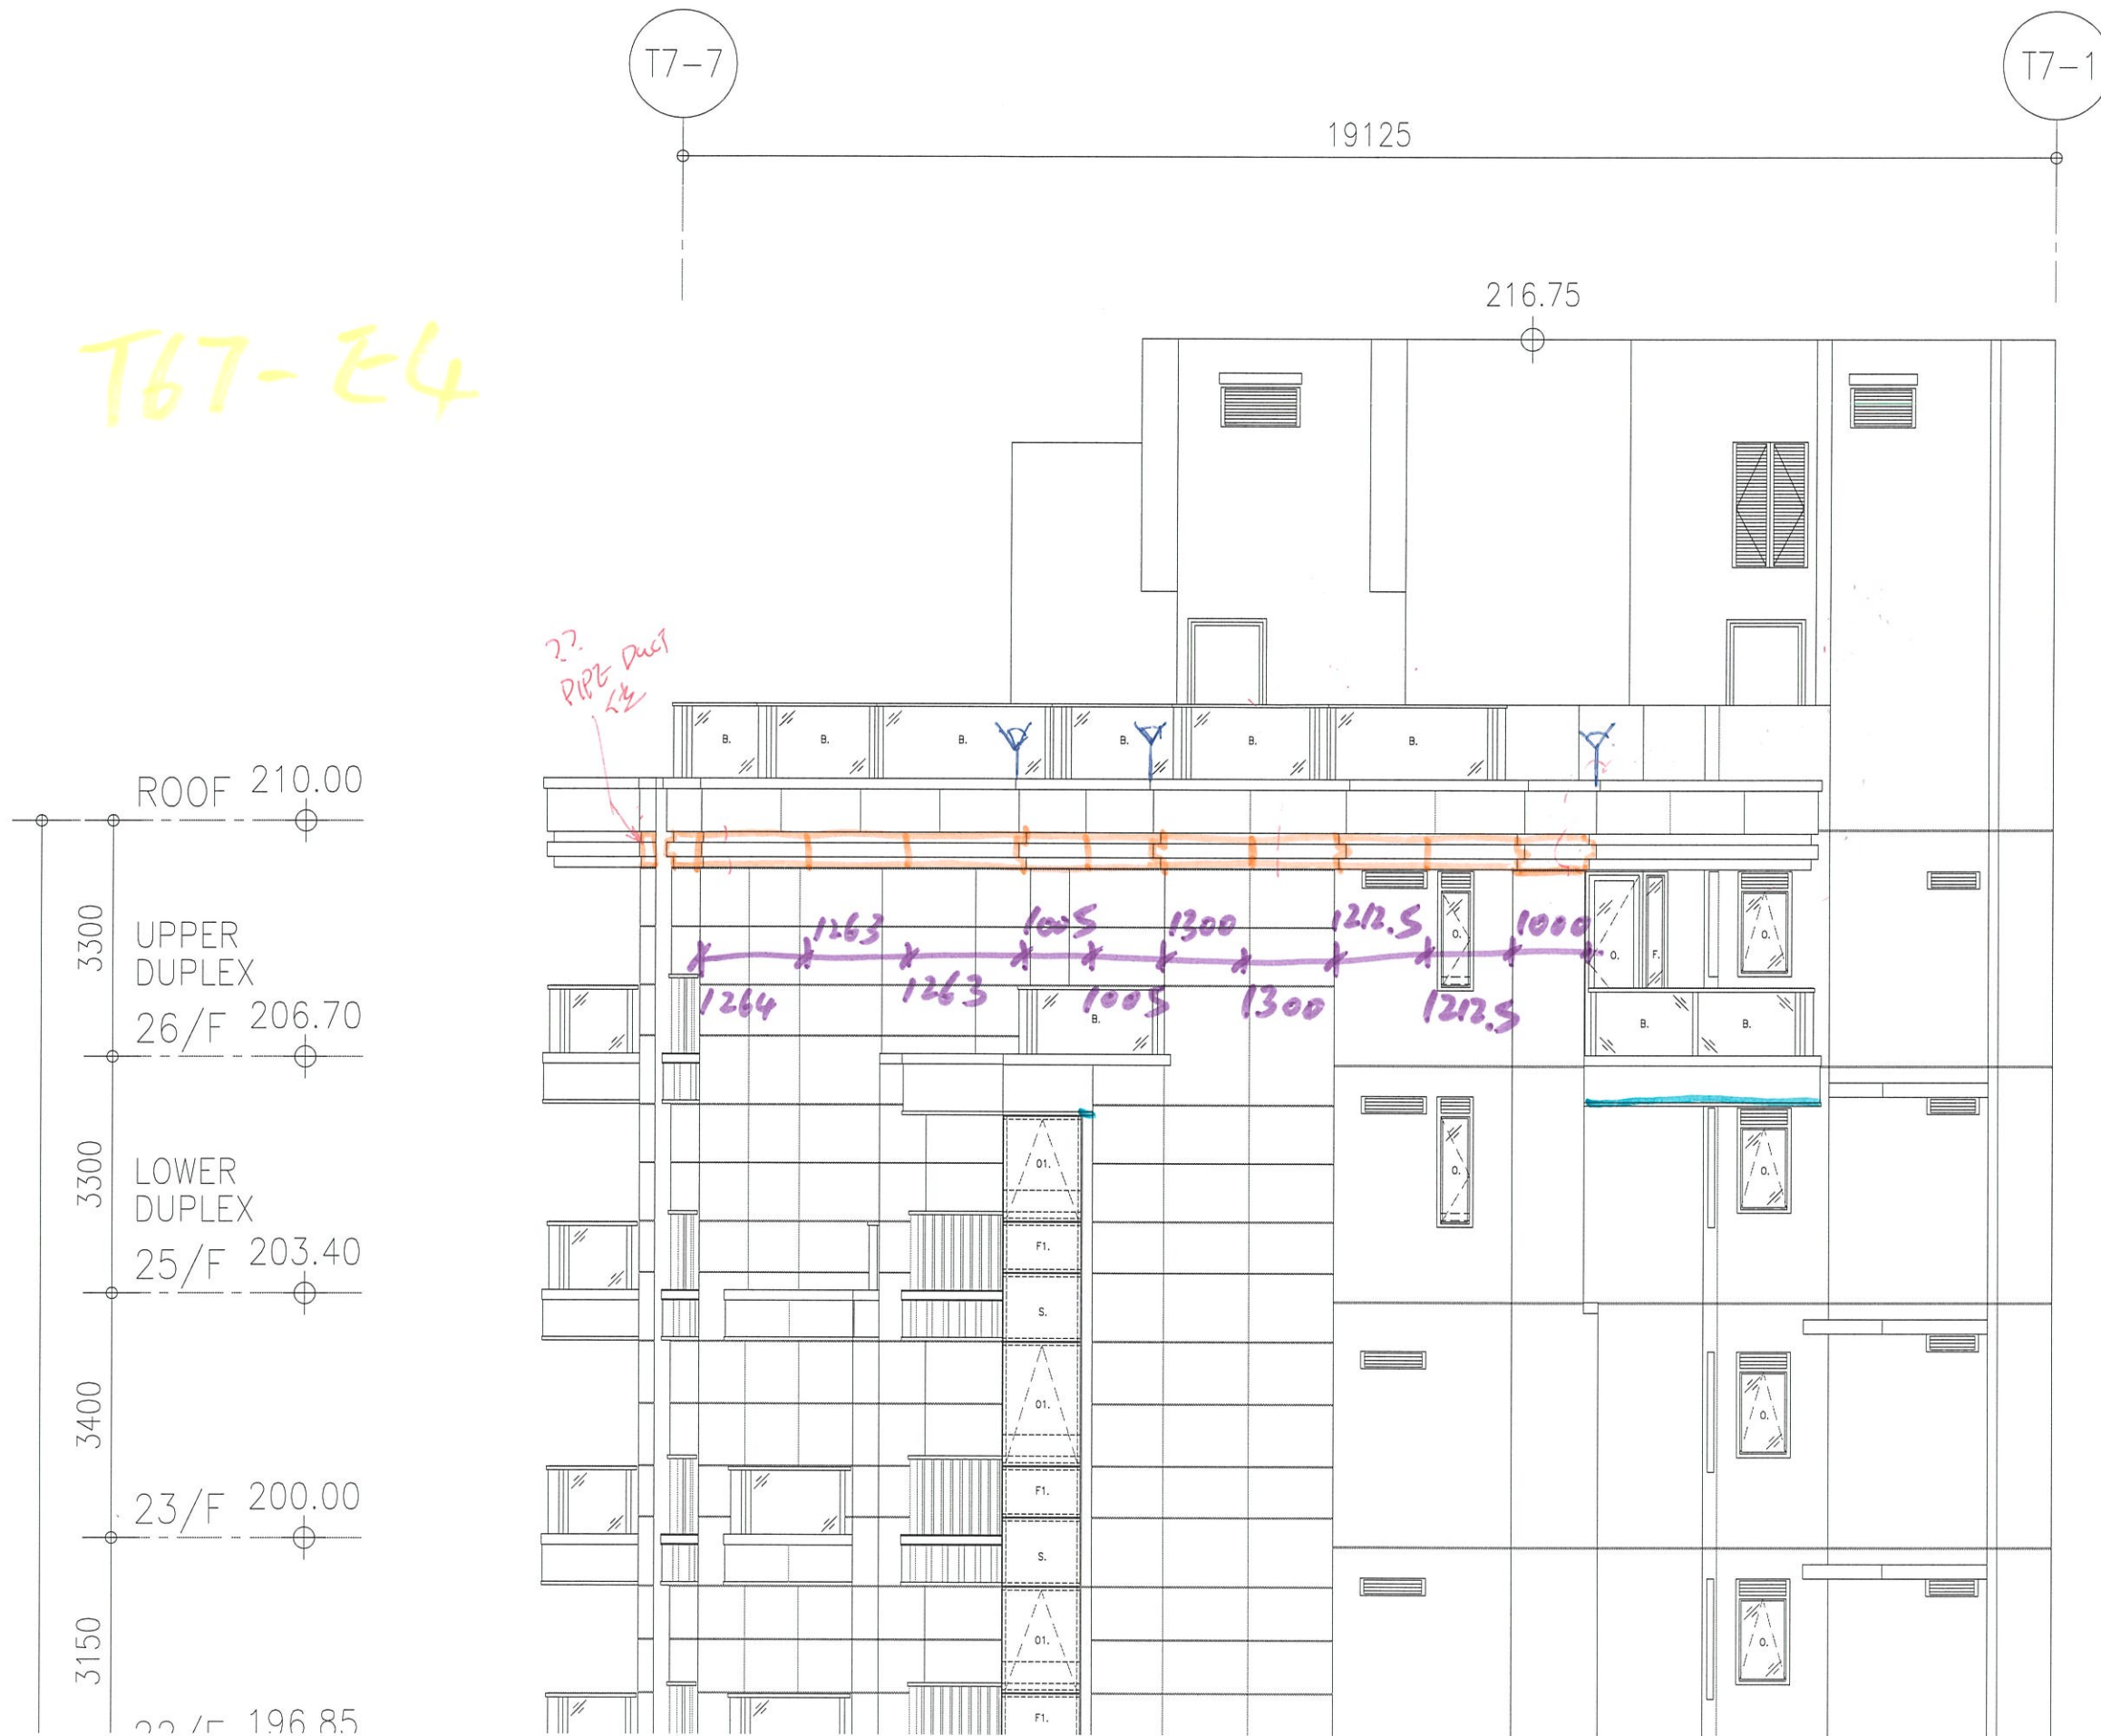 T7-7
T7-1
19125
216.75
T67-E4
??
PIPE DUCT
B.
B.
B.
B.
B.
B.
ROOF 210.00
3300
UPPER
DUPLEX
26/F 206.70
1263
1005
1300
1212.5
1000
1264
1263
1005
1300
1212.5
O.
O.
F.
O.
B.
B.
B.
3300
LOWER
DUPLEX
25/F 203.40
O1.
O.
O.
F1.
S.
3400
O1.
O.
23/F 200.00
F1.
S.
3150
O1.
O.
F1.
196.85